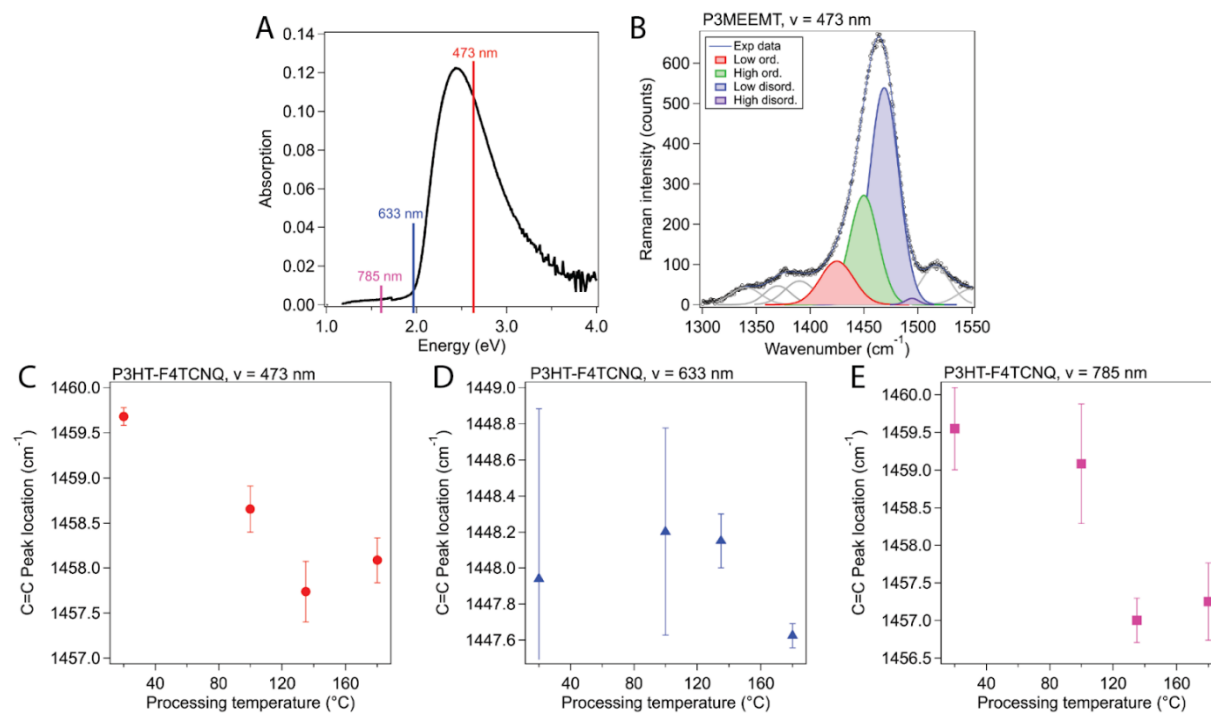 A
0.14
0.12
0.10
0.08
0.06
0.04
0.02
0.00
Absorption
473 nm
633 nm
785 nm
1.0 2.0 3.0 4.0
Energy (eV)
B
P3MEEMT, v = 473 nm
Exp data
Low ord.
High ord.
Low disord.
High disord.
600
500
400
300
200
100
0
Raman intensity (counts)
1300 1400 1450 1500 1550
Wavenumber (cm⁻¹)
C
P3HT-F4TCNQ, v = 473 nm
1460.0
1459.5
1459.0
1458.5
1458.0
1457.5
1457.0
C=C Peak location (cm⁻¹)
40 80 120 160
Processing temperature (°C)
D
P3HT-F4TCNQ, v = 633 nm
1449.0
1448.8
1448.6
1448.4
1448.2
1448.0
1447.8
1447.6
C=C Peak location (cm⁻¹)
40 80 120 160
Processing temperature (°C)
E
P3HT-F4TCNQ, v = 785 nm
1460.0
1459.5
1459.0
1458.5
1458.0
1457.5
1457.0
1456.5
C=C Peak location (cm⁻¹)
40 80 120 160
Processing temperature (°C)